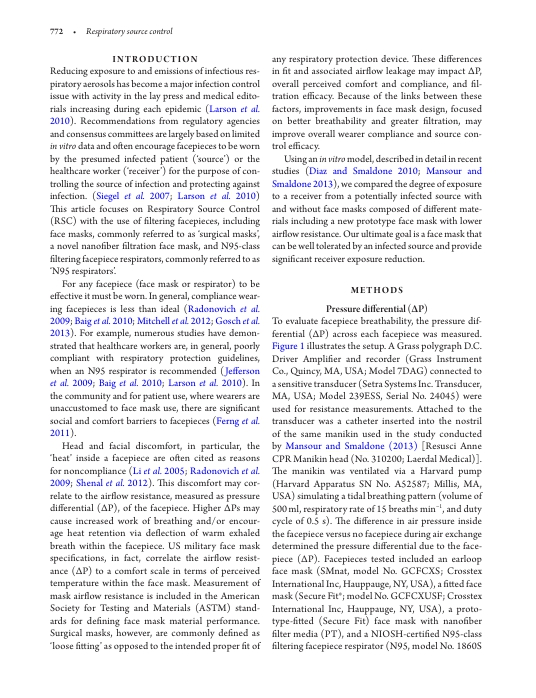 772 • Respiratory source control
INTRODUCTION
Reducing exposure to and emissions of infectious res-
piratory aerosols has become a major infection control
issue with activity in the lay press and medical edito-
rials increasing during each epidemic (Larson et al.
2010). Recommendations from regulatory agencies
and consensus committees are largely based on limited
in vitro data and often encourage facepieces to be worn
by the presumed infected patient (‘source’) or the
healthcare worker (‘receiver’) for the purpose of con-
trolling the source of infection and protecting against
infection. (Siegel et al. 2007; Larson et al. 2010)
This article focuses on Respiratory Source Control
(RSC) with the use of filtering facepieces, including
face masks, commonly referred to as ‘surgical masks’,
a novel nanofiber filtration face mask, and N95-class
filtering facepiece respirators, commonly referred to as
‘N95 respirators’.
For any facepiece (face mask or respirator) to be
effective it must be worn. In general, compliance wear-
ing facepieces is less than ideal (Radonovich et al.
2009; Baig et al. 2010; Mitchell et al. 2012; Gosch et al.
2013). For example, numerous studies have demon-
strated that healthcare workers are, in general, poorly
compliant with respiratory protection guidelines,
when an N95 respirator is recommended (Jefferson
et al. 2009; Baig et al. 2010; Larson et al. 2010). In
the community and for patient use, where wearers are
unaccustomed to face mask use, there are significant
social and comfort barriers to facepieces (Ferng et al.
2011).
Head and facial discomfort, in particular, the
‘heat’ inside a facepiece are often cited as reasons
for noncompliance (Li et al. 2005; Radonovich et al.
2009; Shenal et al. 2012). This discomfort may cor-
relate to the airflow resistance, measured as pressure
differential (ΔP), of the facepiece. Higher ΔPs may
cause increased work of breathing and/or encour-
age heat retention via deflection of warm exhaled
breath within the facepiece. US military face mask
specifications, in fact, correlate the airflow resist-
ance (ΔP) to a comfort scale in terms of perceived
temperature within the face mask. Measurement of
mask airflow resistance is included in the American
Society for Testing and Materials (ASTM) stand-
ards for defining face mask material performance.
Surgical masks, however, are commonly defined as
‘loose fitting’ as opposed to the intended proper fit of
any respiratory protection device. These differences
in fit and associated airflow leakage may impact ΔP,
overall perceived comfort and compliance, and fil-
tration efficacy. Because of the links between these
factors, improvements in face mask design, focused
on better breathability and greater filtration, may
improve overall wearer compliance and source con-
trol efficacy.
Using an in vitro model, described in detail in recent
studies (Diaz and Smaldone 2010; Mansour and
Smaldone 2013), we compared the degree of exposure
to a receiver from a potentially infected source with
and without face masks composed of different mate-
rials including a new prototype face mask with lower
airflow resistance. Our ultimate goal is a face mask that
can be well tolerated by an infected source and provide
significant receiver exposure reduction.
METHODS
Pressure differential (ΔP)
To evaluate facepiece breathability, the pressure dif-
ferential (ΔP) across each facepiece was measured.
Figure 1 illustrates the setup. A Grass polygraph D.C.
Driver Amplifier and recorder (Grass Instrument
Co., Quincy, MA, USA; Model 7DAG) connected to
a sensitive transducer (Setra Systems Inc. Transducer,
MA, USA; Model 239ESS, Serial No. 24045) were
used for resistance measurements. Attached to the
transducer was a catheter inserted into the nostril
of the same manikin used in the study conducted
by Mansour and Smaldone (2013) [Resusci Anne
CPR Manikin head (No. 310200; Laerdal Medical)].
The manikin was ventilated via a Harvard pump
(Harvard Apparatus SN No. A52587; Millis, MA,
USA) simulating a tidal breathing pattern (volume of
500 ml, respiratory rate of 15 breaths min⁻¹, and duty
cycle of 0.5 s). The difference in air pressure inside
the facepiece versus no facepiece during air exchange
determined the pressure differential due to the face-
piece (ΔP). Facepieces tested included an earloop
face mask (SMnat, model No. GCFCXS; Crosstex
International Inc, Hauppauge, NY, USA), a fitted face
mask (Secure Fit®; model No. GCFCXUSF; Crosstex
International Inc, Hauppauge, NY, USA), a proto-
type-fitted (Secure Fit) face mask with nanofiber
filter media (PT), and a NIOSH-certified N95-class
filtering facepiece respirator (N95, model No. 1860S